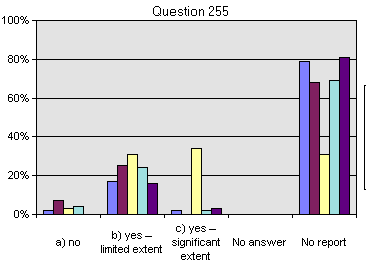 Question 255
100%
80%
60%
40%
20%
0%
a) no
b) yes –
limited extent
c) yes –
significant
extent
No answer
No report